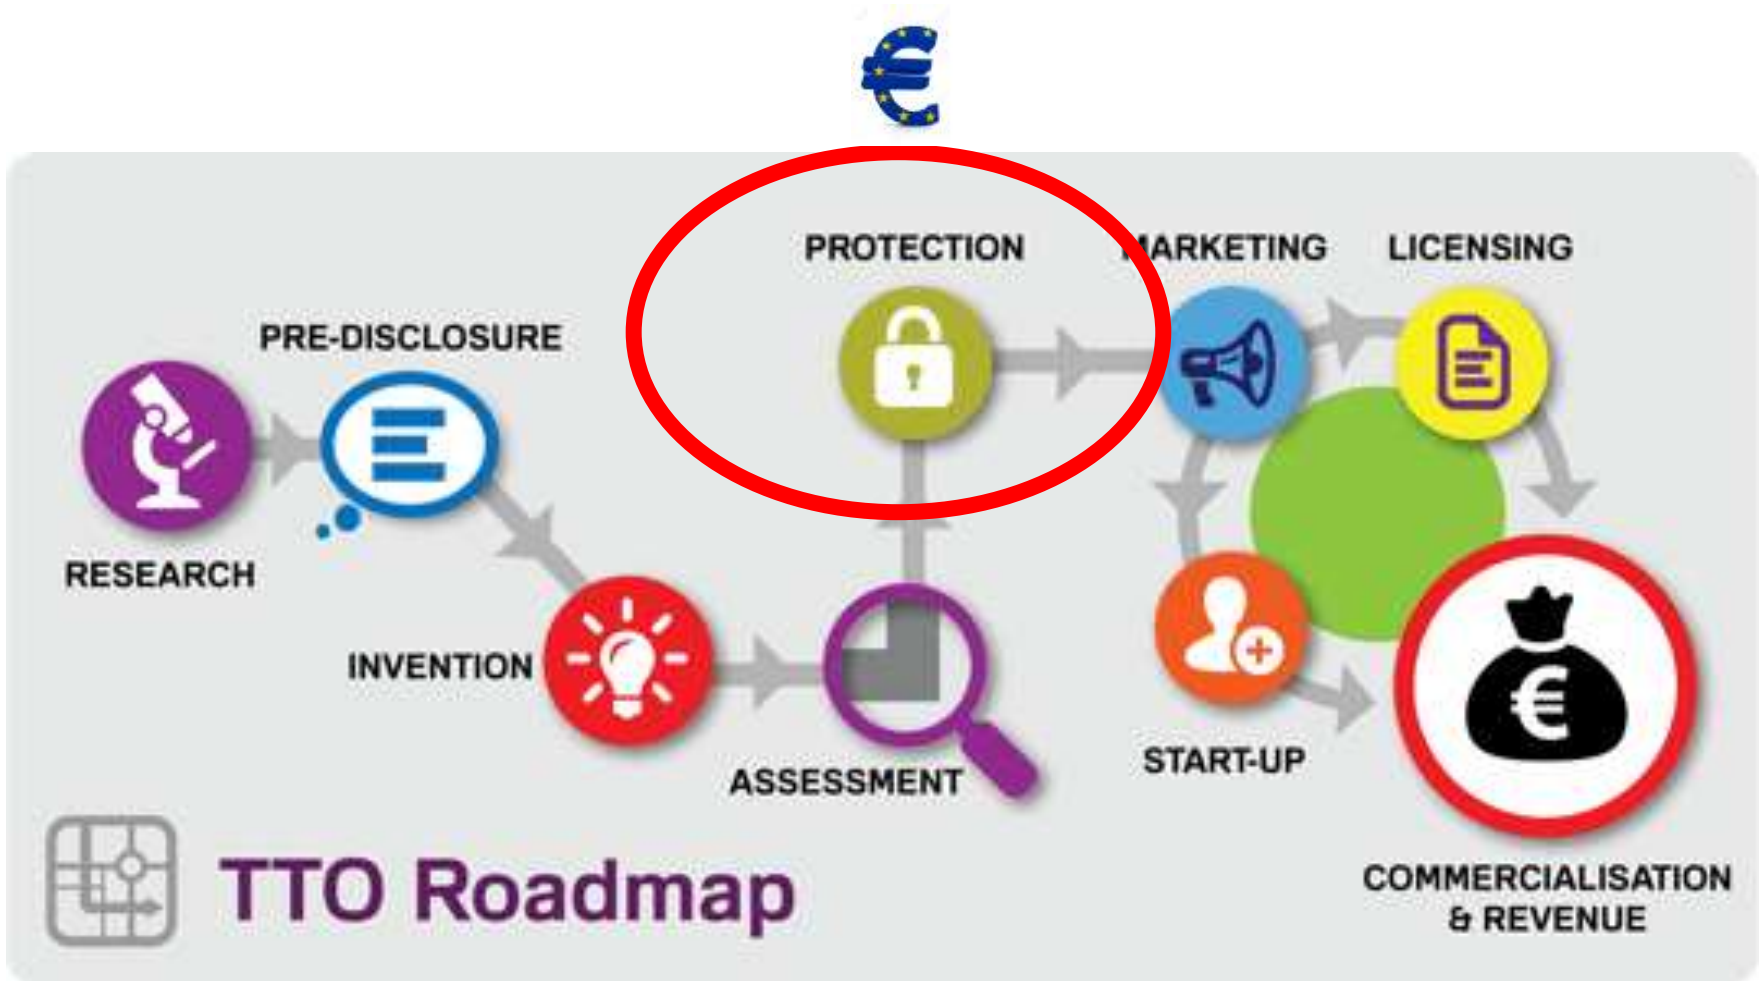 €
PROTECTION
MARKETING
LICENSING
PRE-DISCLOSURE
RESEARCH
INVENTION
ASSESSMENT
START-UP
€
COMMERCIALISATION
& REVENUE
TTO Roadmap